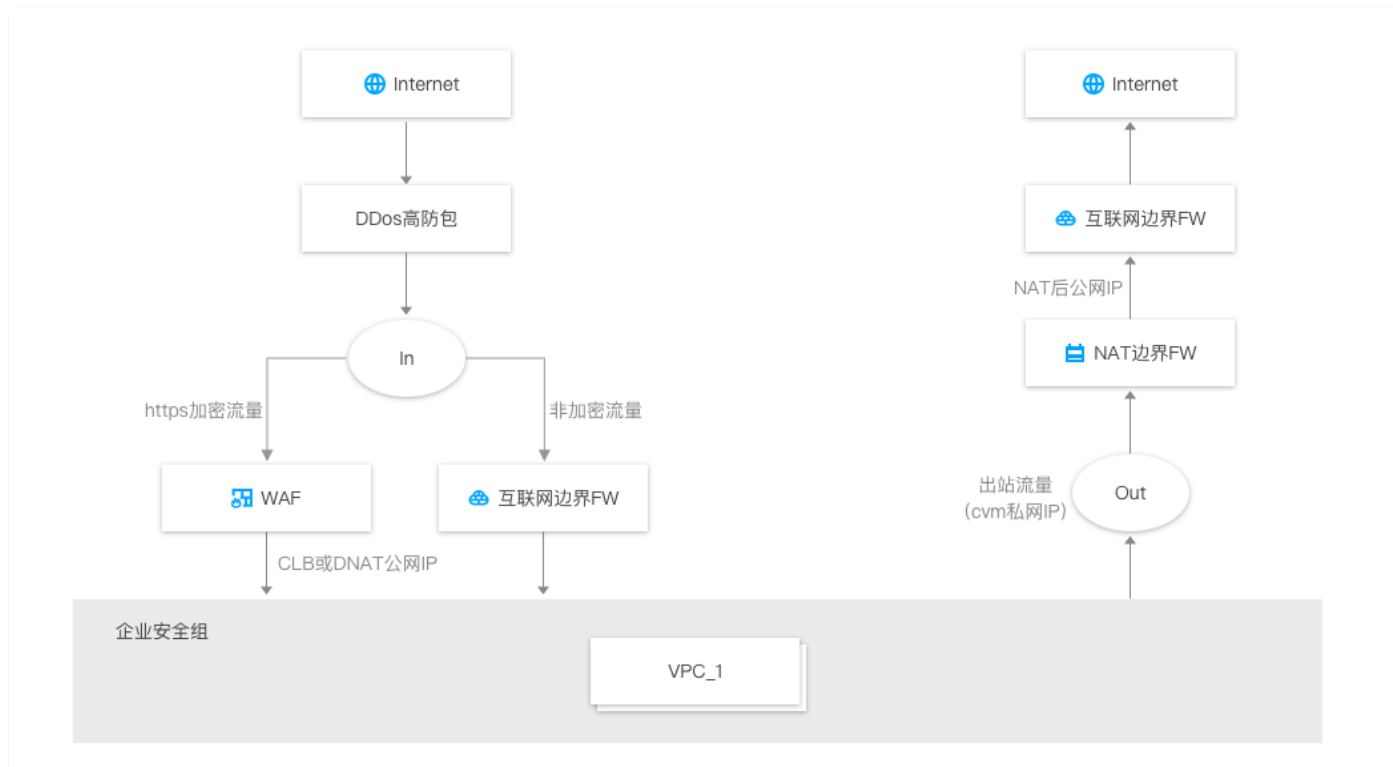 Internet
Internet
DDos高防包
互联网边界FW
NAT后公网IP
In
NAT边界FW
https加密流量
非加密流量
WAF
互联网边界FW
出站流量
(cvm私网IP)
Out
CLB或DNAT公网IP
企业安全组
VPC_1